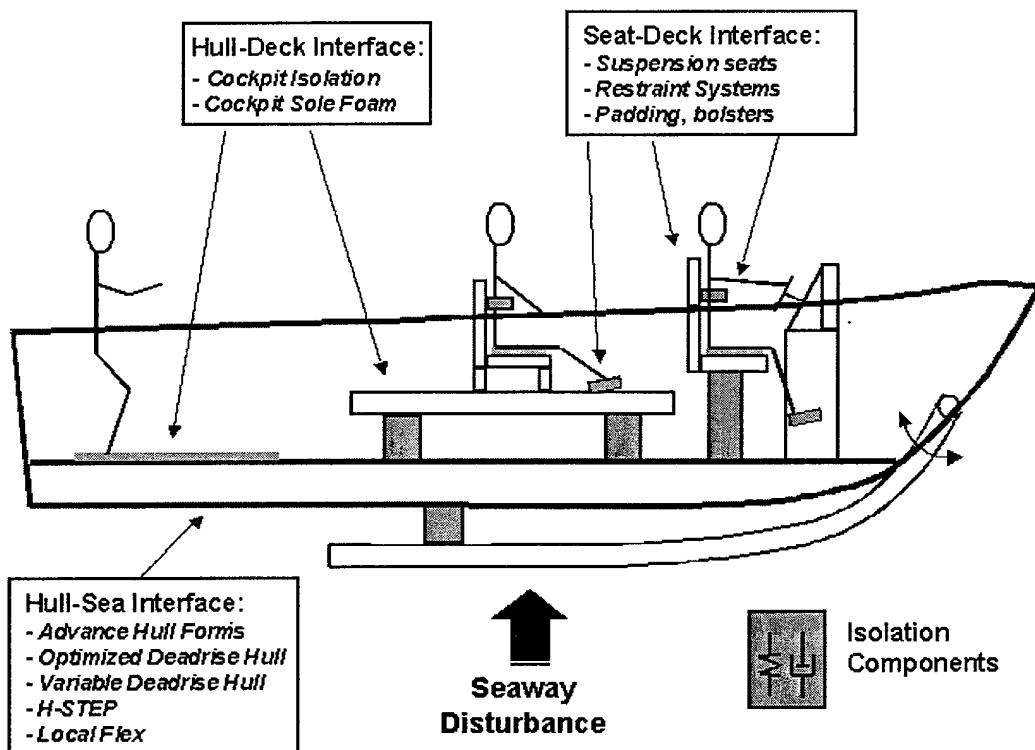 Hull-Deck Interface:
- Cockpit Isolation
- Cockpit Sole Foam
Seat-Deck Interface:
- Suspension seats
- Restraint Systems
- Padding, bolsters
Hull-Sea Interface:
- Advance Hull Forms
- Optimized Deadrise Hull
- Variable Deadrise Hull
- H-STEP
- Local Flex
Seaway
Disturbance
Isolation
Components